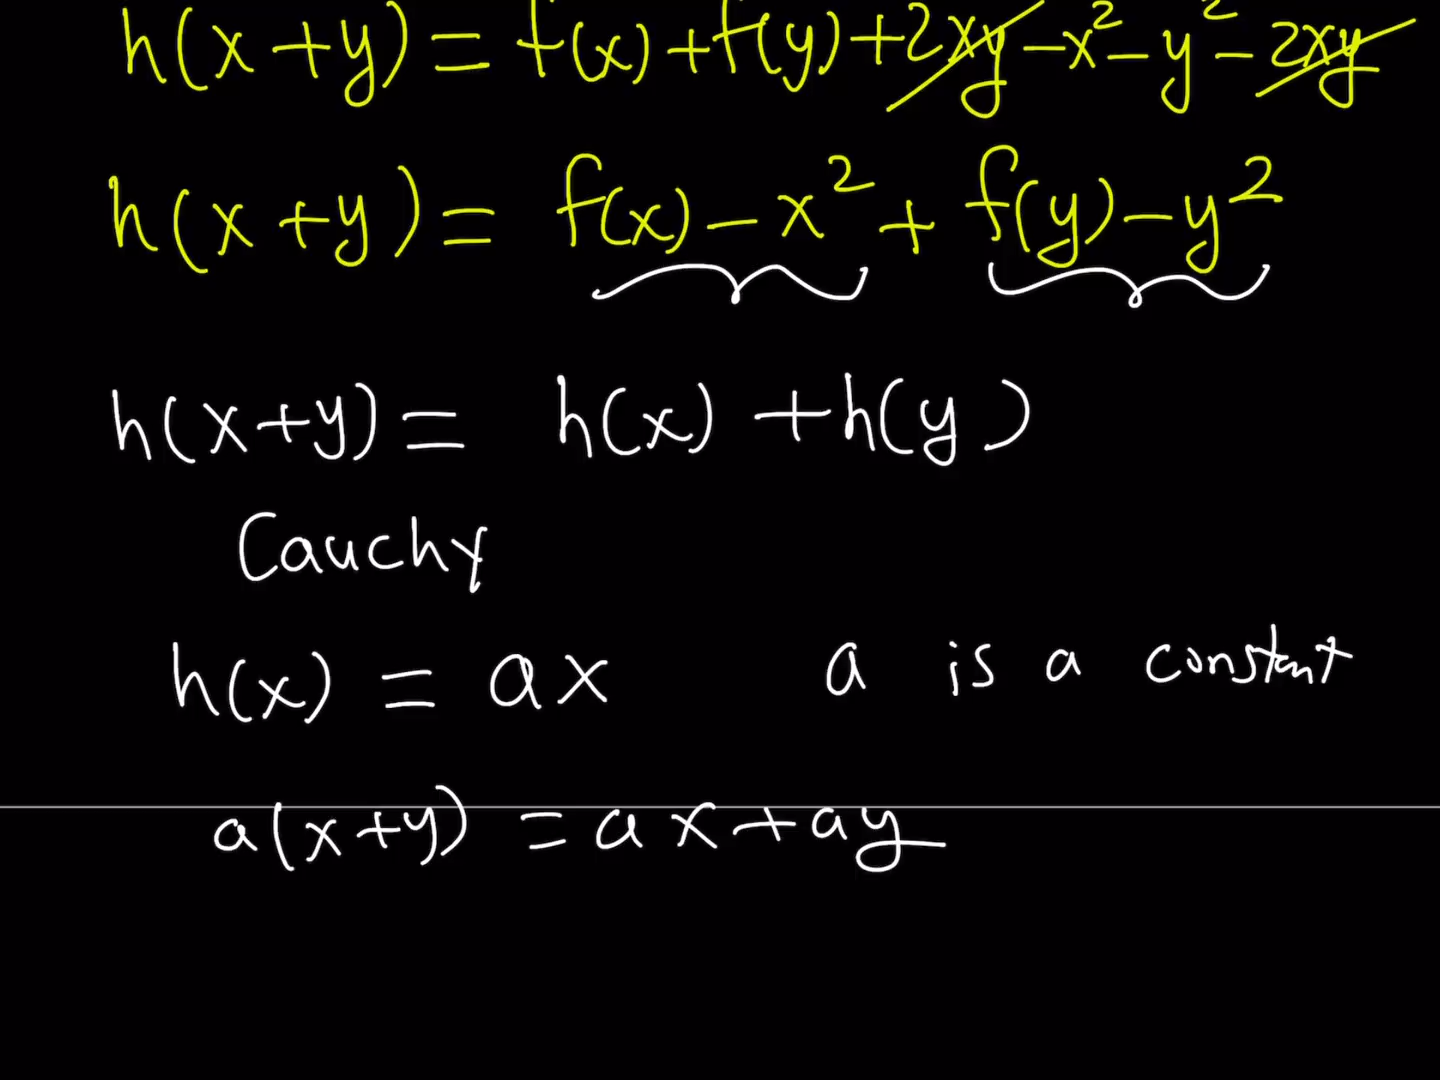 h(x+y) = f(x)+f(y)+2xy-x²-y²-2xy
h(x+y) = f(x)-x²+f(y)-y²
h(x+y) = h(x)+h(y)
Cauchy
h(x) = ax a is a constant
a(x+y) = ax+ay